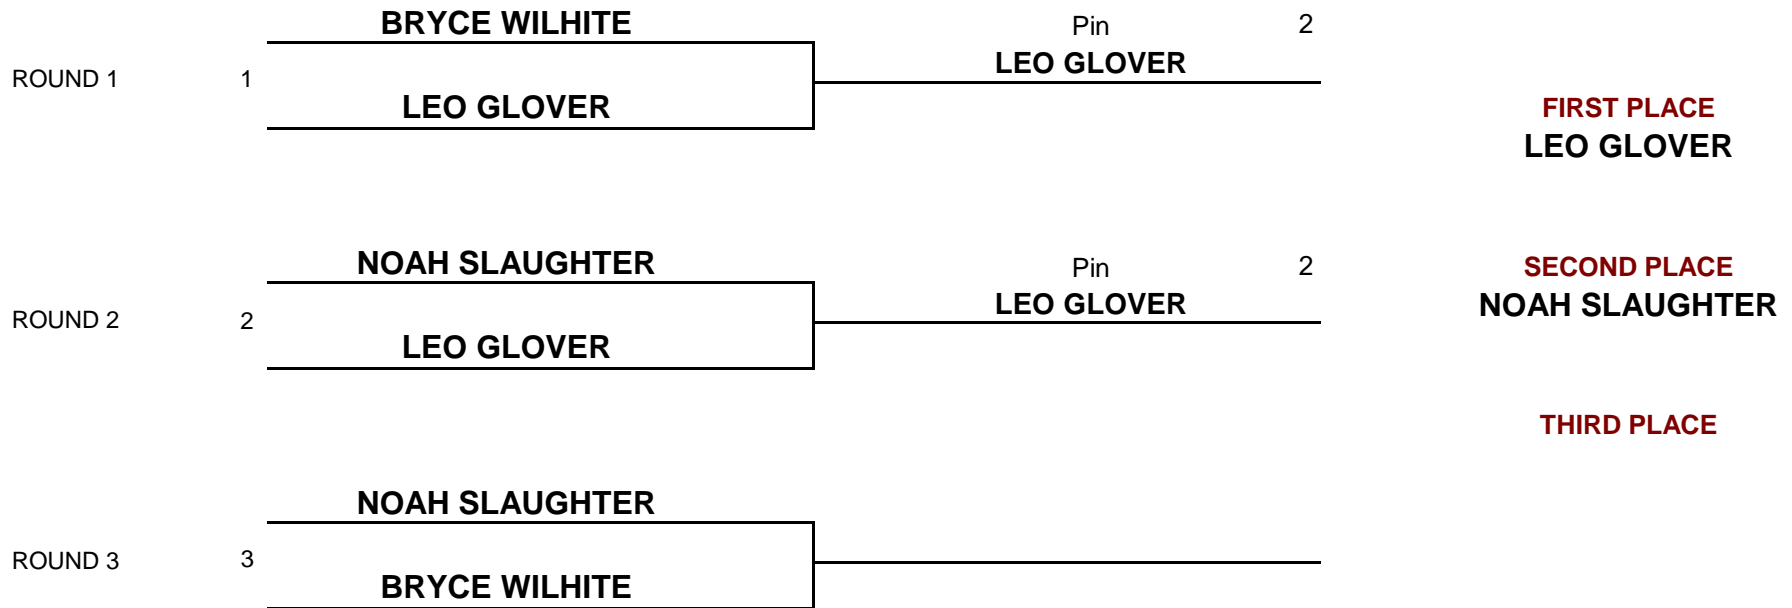 BRYCE WILHITE
Pin 2
LEO GLOVER
ROUND 1 1
LEO GLOVER
FIRST PLACE
LEO GLOVER
NOAH SLAUGHTER
Pin 2
SECOND PLACE
LEO GLOVER
NOAH SLAUGHTER
ROUND 2 2
LEO GLOVER
THIRD PLACE
NOAH SLAUGHTER
ROUND 3 3
BRYCE WILHITE